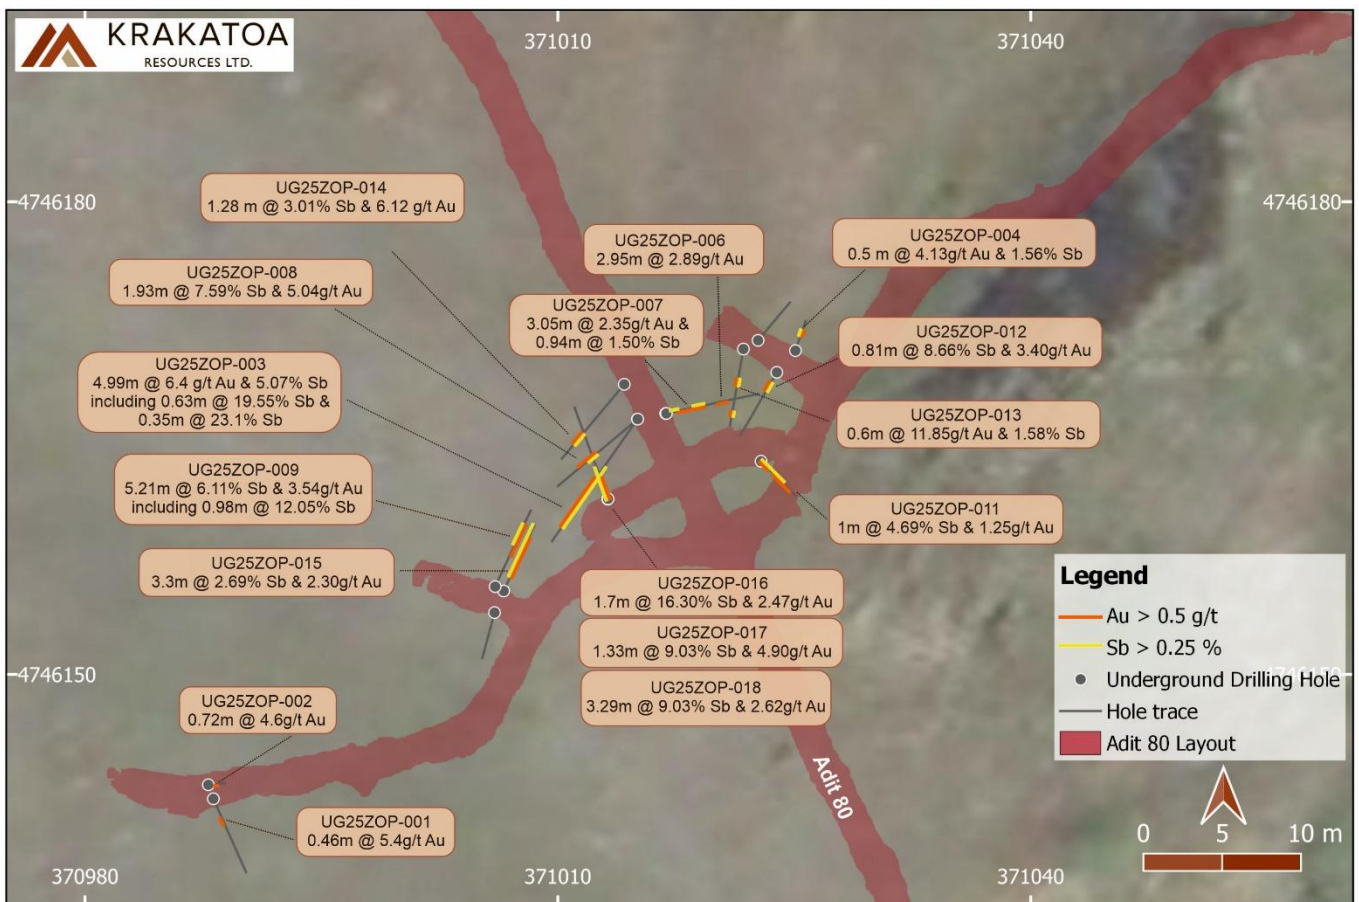 KRAKATOA
RESOURCES LTD.
371010
371040
4746180
4746180
UG25ZOP-014
1.28 m @ 3.01% Sb & 6.12 g/t Au
UG25ZOP-006
2.95m @ 2.89g/t Au
UG25ZOP-004
0.5 m @ 4.13g/t Au & 1.56% Sb
UG25ZOP-008
1.93m @ 7.59% Sb & 5.04g/t Au
UG25ZOP-007
3.05m @ 2.35g/t Au &
0.94m @ 1.50% Sb
UG25ZOP-012
0.81m @ 8.66% Sb & 3.40g/t Au
UG25ZOP-003
4.99m @ 6.4 g/t Au & 5.07% Sb
including 0.63m @ 19.55% Sb &
0.35m @ 23.1% Sb
UG25ZOP-013
0.6m @ 11.85g/t Au & 1.58% Sb
UG25ZOP-009
5.21m @ 6.11% Sb & 3.54g/t Au
including 0.98m @ 12.05% Sb
UG25ZOP-011
1m @ 4.69% Sb & 1.25g/t Au
UG25ZOP-015
3.3m @ 2.69% Sb & 2.30g/t Au
UG25ZOP-016
1.7m @ 16.30% Sb & 2.47g/t Au
UG25ZOP-017
1.33m @ 9.03% Sb & 4.90g/t Au
UG25ZOP-018
3.29m @ 9.03% Sb & 2.62g/t Au
Legend
Au > 0.5 g/t
Sb > 0.25 %
Underground Drilling Hole
Hole trace
Adit 80 Layout
4746150
4746150
UG25ZOP-002
0.72m @ 4.6g/t Au
UG25ZOP-001
0.46m @ 5.4g/t Au
Adit 80
0 5 10 m
370980
371010
371040